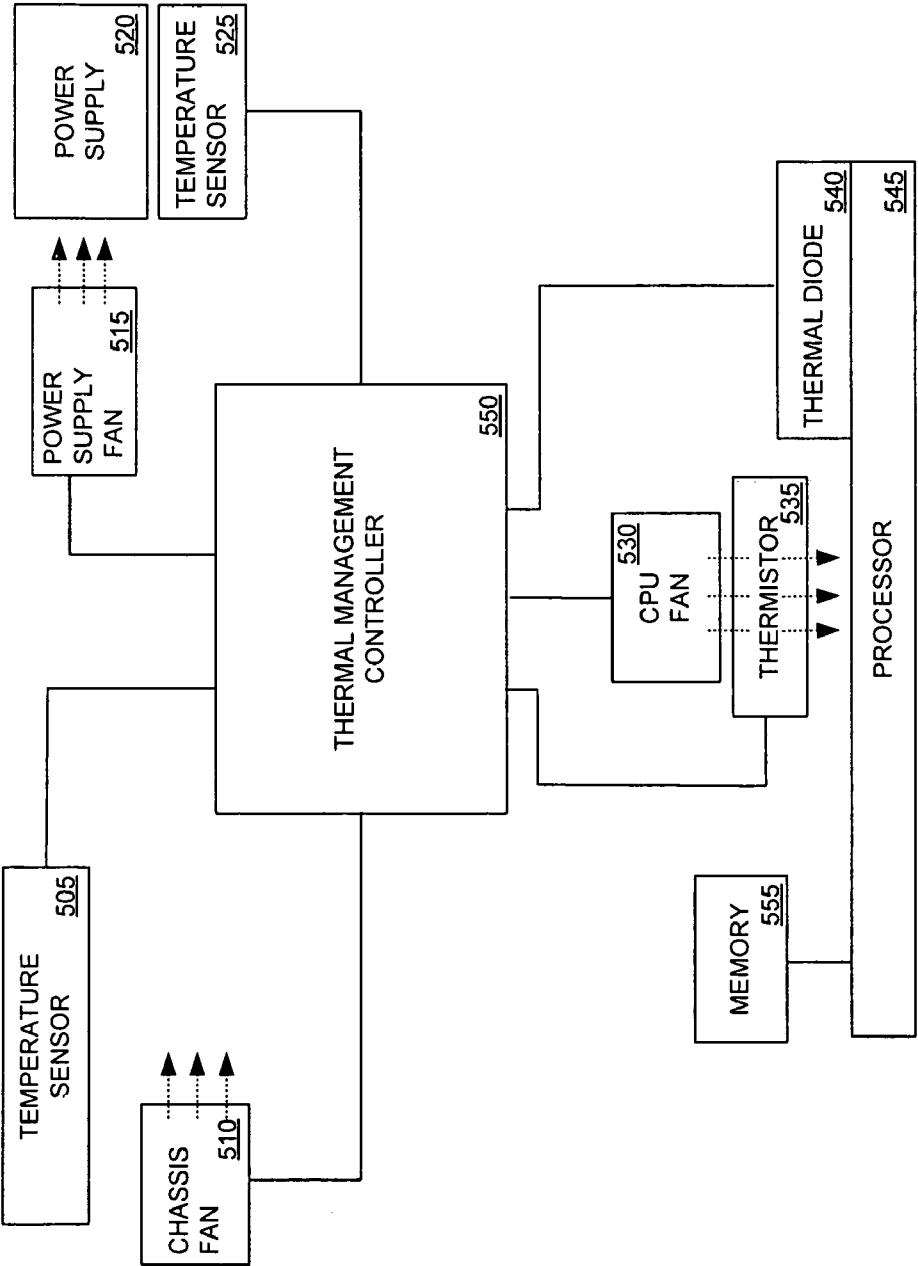 TEMPERATURE
SENSOR
505
CHASSIS
FAN
510
POWER
SUPPLY
FAN
515
POWER
SUPPLY
520
TEMPERATURE
SENSOR
525
THERMAL MANAGEMENT
CONTROLLER
550
CPU
FAN
530
THERMISTOR
535
THERMAL DIODE
540
MEMORY
555
PROCESSOR
545